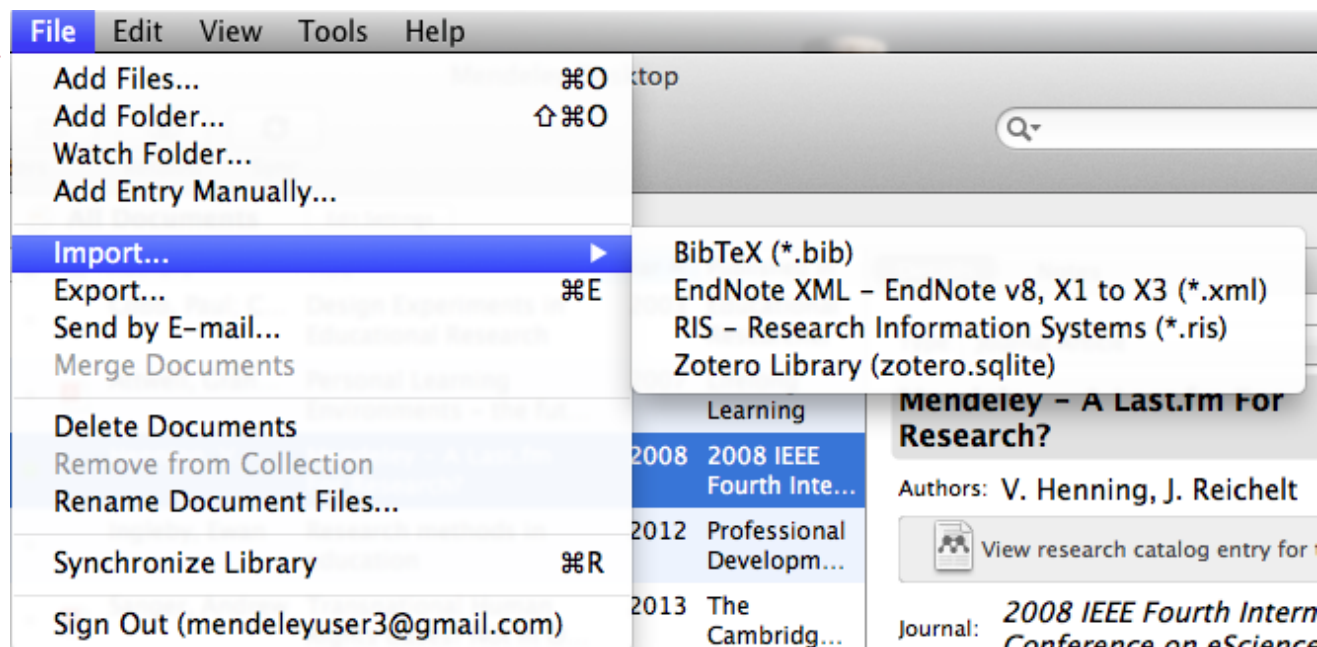 File Edit View Tools Help
Add Files... ⌘O
Add Folder... ⇧⌘O
Watch Folder...
Add Entry Manually...
Import...
Export... ⌘E
Send by E-mail...
Merge Documents
Delete Documents
Remove from Collection
Rename Document Files...
Synchronize Library ⌘R
Sign Out (mendeleyuser3@gmail.com)
BibTeX (*.bib)
EndNote XML – EndNote v8, X1 to X3 (*.xml)
RIS – Research Information Systems (*.ris)
Zotero Library (zotero.sqlite)
Learning
2008 2008 IEEE
Fourth Inte...
2012 Professional
Developm...
2013 The
Cambridg...
Mendeley – A Last.fm For
Research?
Authors: V. Henning, J. Reichelt
View research catalog entry for
Journal: 2008 IEEE Fourth Intern
Conference on eScience